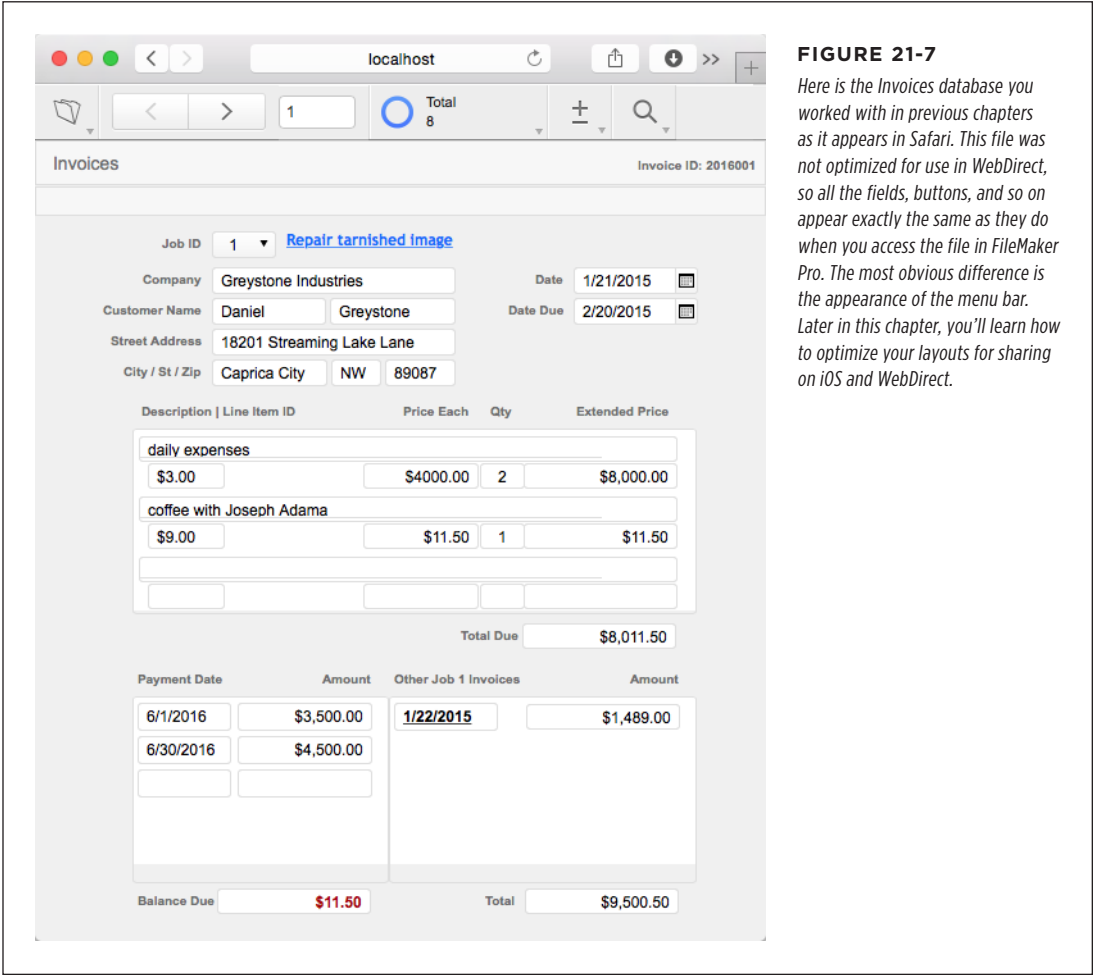 localhost
>>
+
1
Total
8
Invoices
Invoice ID: 2016001
Job ID 1 Repair tarnished image
Company Greystone Industries Date 1/21/2015
Customer Name Daniel Greystone Date Due 2/20/2015
Street Address 18201 Streaming Lake Lane
City / St / Zip Caprica City NW 89087
Description | Line Item ID Price Each Qty Extended Price
daily expenses
$3.00 $4000.00 2 $8,000.00
coffee with Joseph Adama
$9.00 $11.50 1 $11.50
Total Due $8,011.50
Payment Date Amount Other Job 1 Invoices Amount
6/1/2016 $3,500.00 1/22/2015 $1,489.00
6/30/2016 $4,500.00
Balance Due $11.50 Total $9,500.50
FIGURE 21-7
Here is the Invoices database you
worked with in previous chapters
as it appears in Safari. This file was
not optimized for use in WebDirect,
so all the fields, buttons, and so on
appear exactly the same as they do
when you access the file in FileMaker
Pro. The most obvious difference is
the appearance of the menu bar.
Later in this chapter, you'll learn how
to optimize your layouts for sharing
on iOS and WebDirect.